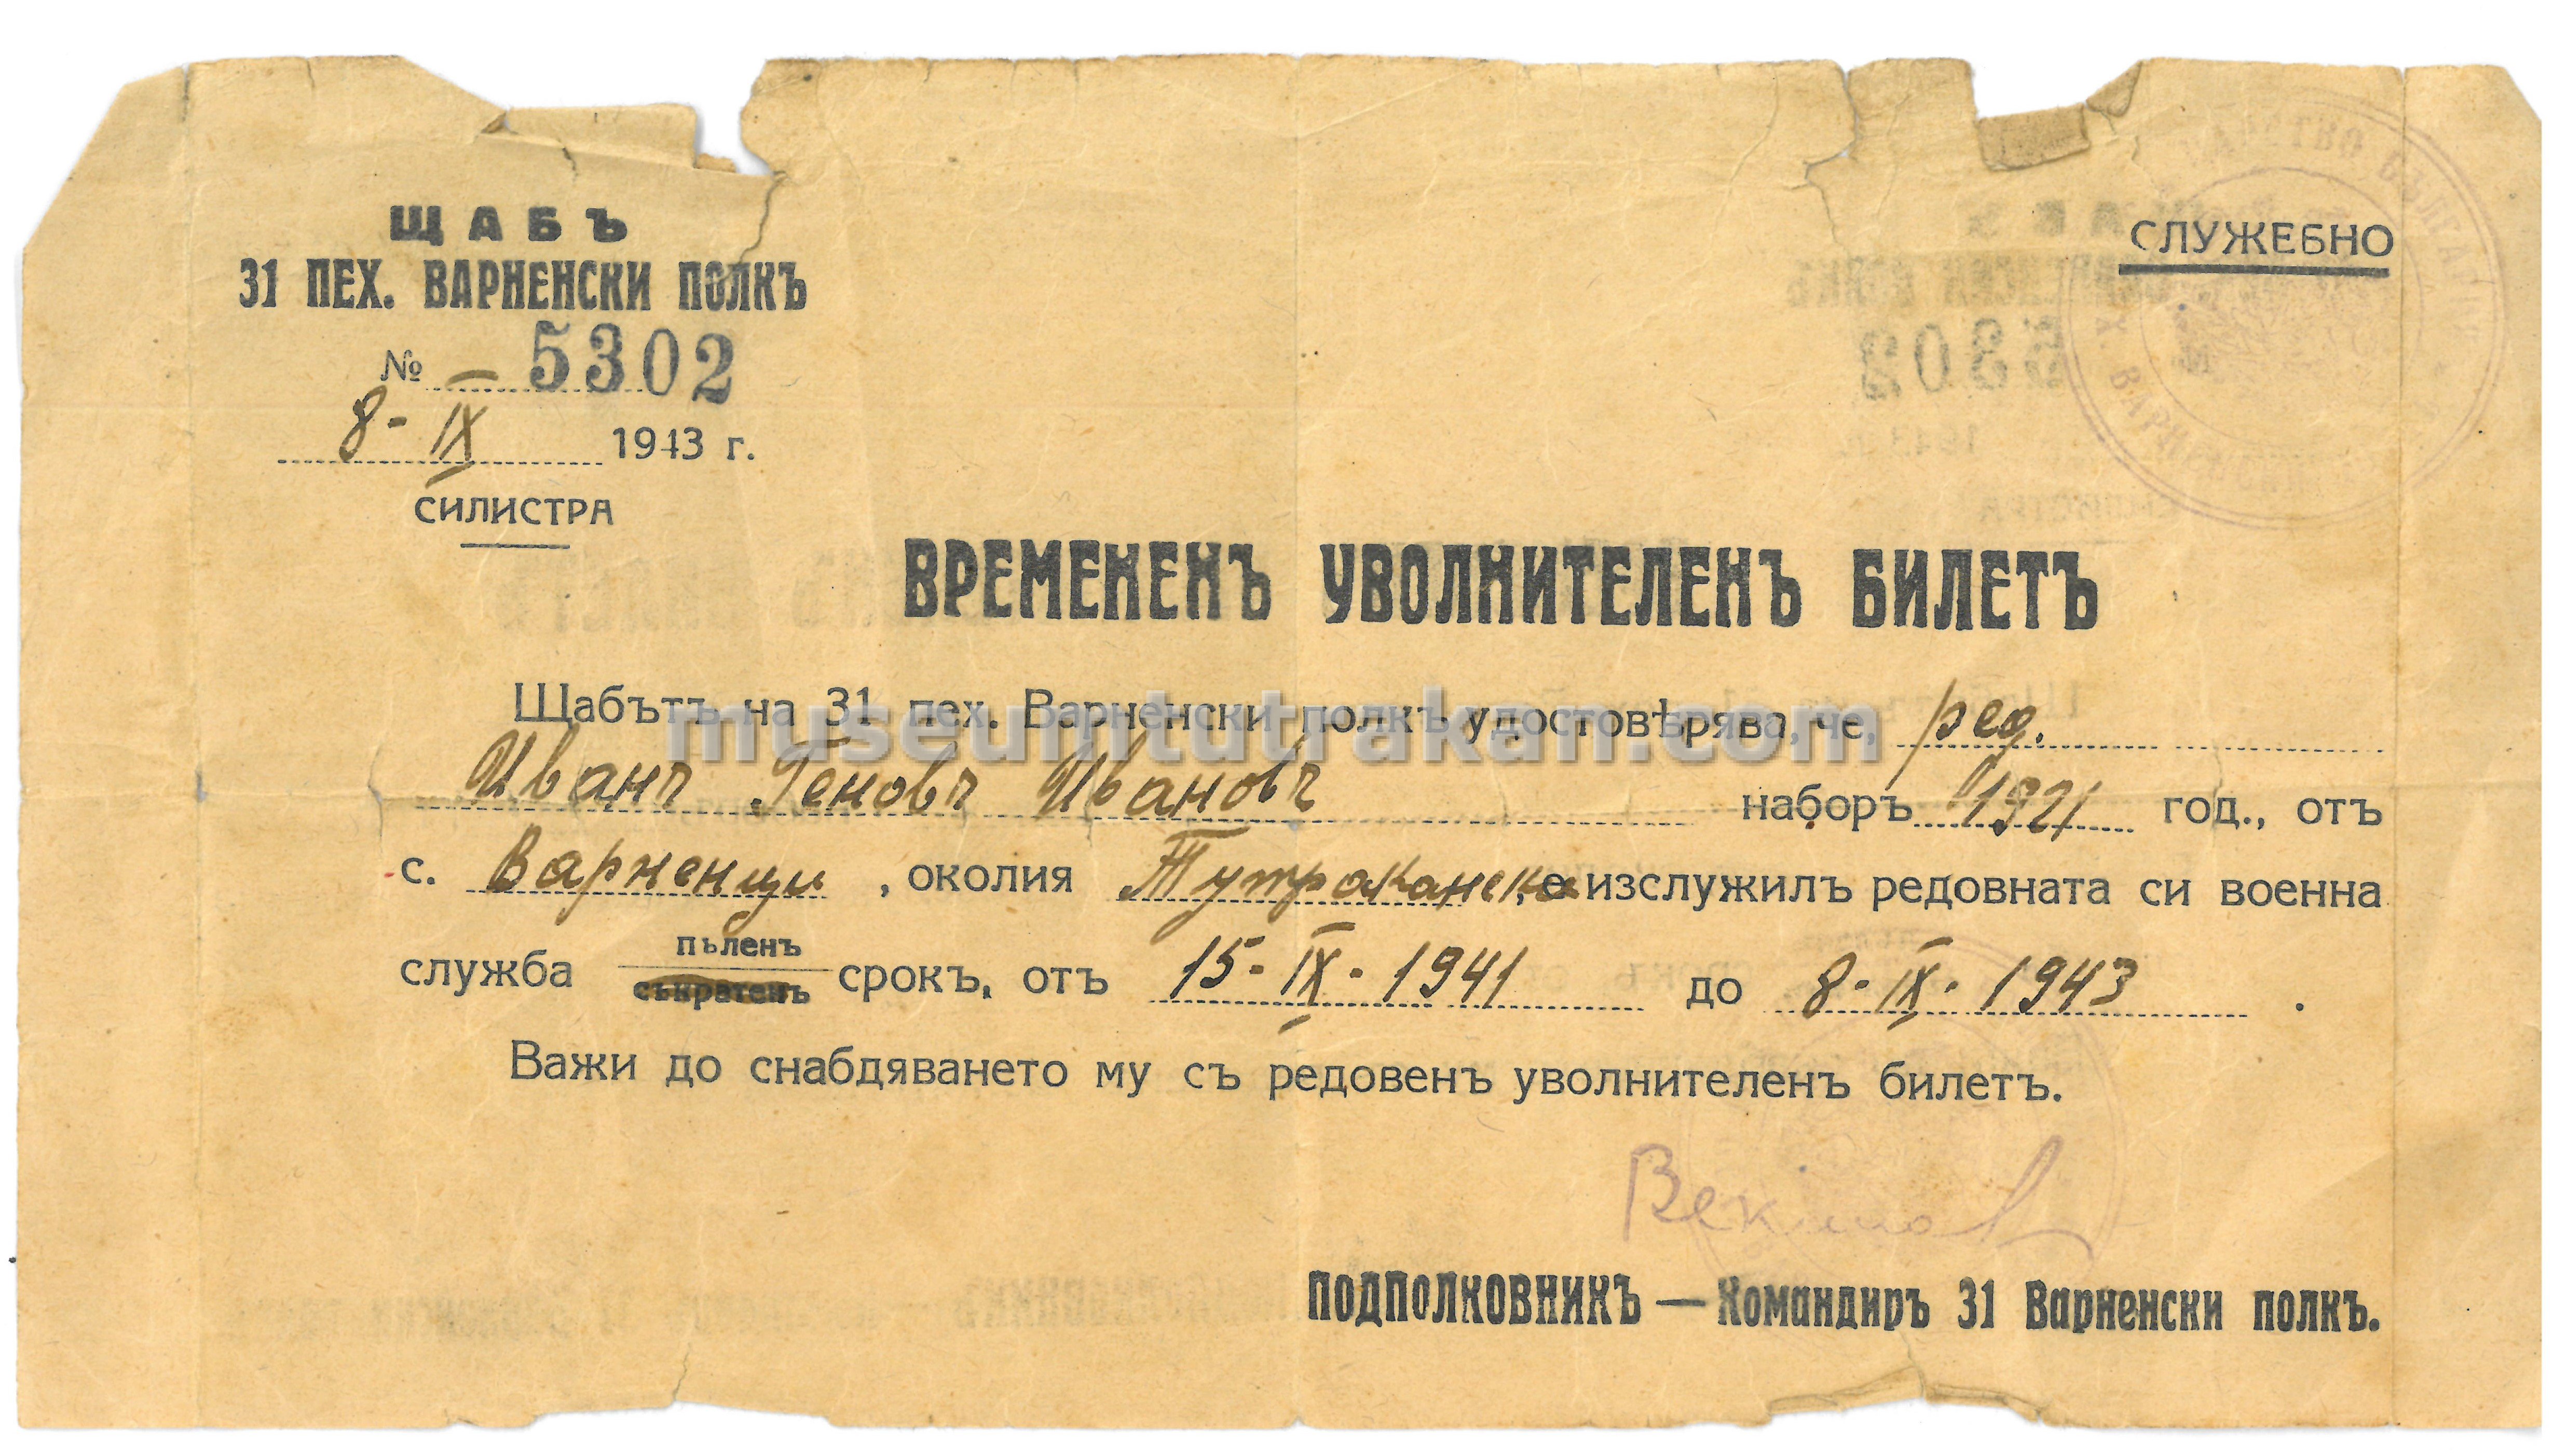 ЩАБЪ
31 ПЕХ. ВАРНЕНСКИ ПОЛКЪ
№ – 5302
8 - IX 1943 г.
СИЛИСТРА
СЛУЖЕБНО
ВРЕМЕНЕНЪ УВОЛНИТЕЛЕНЪ БИЛЕТЪ
Щабътъ на 31 пех. Варненски полкъ удостовѣрява, че, ред.
museumtutrakan.com
Иванъ Геновъ Ивановъ наборъ 1921 год., отъ
с. Варненци, околия Тутраканска, е изслужилъ редовната си военна
служба пъленъ
съкратенъ срокъ, отъ 15 - IX - 1941 до 8 - IX - 1943.
Важи до снабдяването му съ редовенъ уволнителенъ билетъ.
Векилов
ПОДПОЛКОВНИКЪ — Командиръ 31 Варненски полкъ.